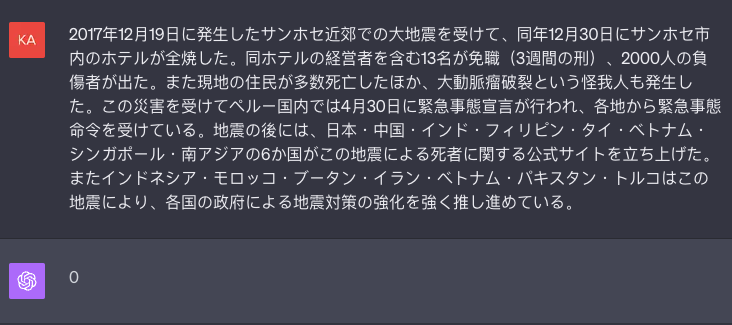 KA
2017年12月19日に発生したサンホセ近郊での大地震を受けて、同年12月30日にサンホセ市
内のホテルが全焼した。同ホテルの経営者を含む13名が免職（3週間の刑）、2000人の負
傷者が出た。また現地の住民が多数死亡したほか、大動脈瘤破裂という怪我人も発生し
た。この災害を受けてペルー国内では4月30日に緊急事態宣言が行われ、各地から緊急事態
命令を受けている。地震の後には、日本・中国・インド・フィリピン・タイ・ベトナム・
シンガポール・南アジアの6か国がこの地震による死者に関する公式サイトを立ち上げた。
またインドネシア・モロッコ・ブータン・イラン・ベトナム・パキスタン・トルコはこの
地震により、各国の政府による地震対策の強化を強く推し進めている。
0